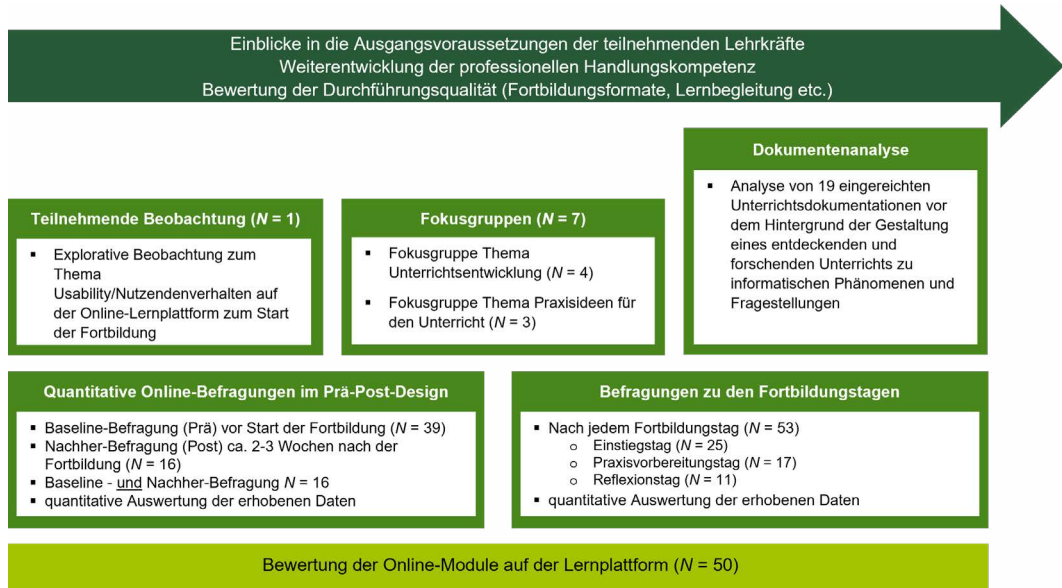 Einblicke in die Ausgangsvoraussetzungen der teilnehmenden Lehrkräfte
Weiterentwicklung der professionellen Handlungskompetenz
Bewertung der Durchführungsqualität (Fortbildungsformate, Lernbegleitung etc.)
Teilnehmende Beobachtung (N = 1)
▪ Explorative Beobachtung zum
Thema
Usability/Nutzendenverhalten auf
der Online-Lernplattform zum Start
der Fortbildung
Fokusgruppen (N = 7)
▪ Fokusgruppe Thema
Unterrichtsentwicklung (N = 4)
▪ Fokusgruppe Thema Praxisideen für
den Unterricht (N = 3)
Dokumentenanalyse
▪ Analyse von 19 eingereichten
Unterrichtsdokumentationen vor
dem Hintergrund der Gestaltung
eines entdeckenden und
forschenden Unterrichts zu
informatischen Phänomenen und
Fragestellungen
Quantitative Online-Befragungen im Prä-Post-Design
▪ Baseline-Befragung (Prä) vor Start der Fortbildung (N = 39)
▪ Nachher-Befragung (Post) ca. 2-3 Wochen nach der
Fortbildung (N = 16)
▪ Baseline - und Nachher-Befragung N = 16
▪ quantitative Auswertung der erhobenen Daten
Befragungen zu den Fortbildungstagen
▪ Nach jedem Fortbildungstag (N = 53)
o Einstiegstag (N = 25)
o Praxisvorbereitungstag (N = 17)
o Reflexionstag (N = 11)
▪ quantitative Auswertung der erhobenen Daten
Bewertung der Online-Module auf der Lernplattform (N = 50)